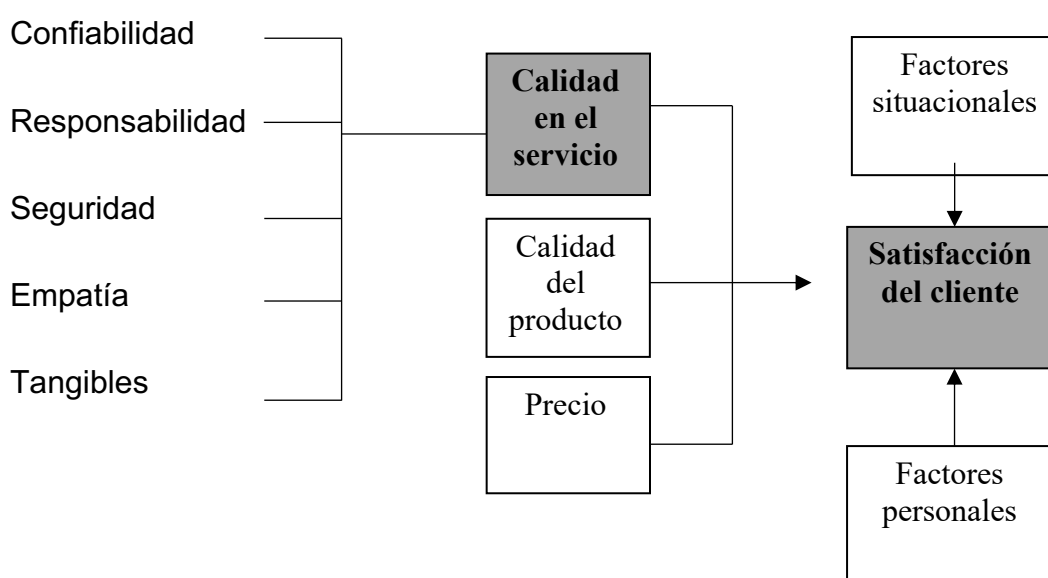 Confiabilidad
Responsabilidad
Seguridad
Empatía
Tangibles
Calidad
en el
servicio
Calidad
del
producto
Precio
Factores
situacionales
Satisfacción
del cliente
Factores
personales